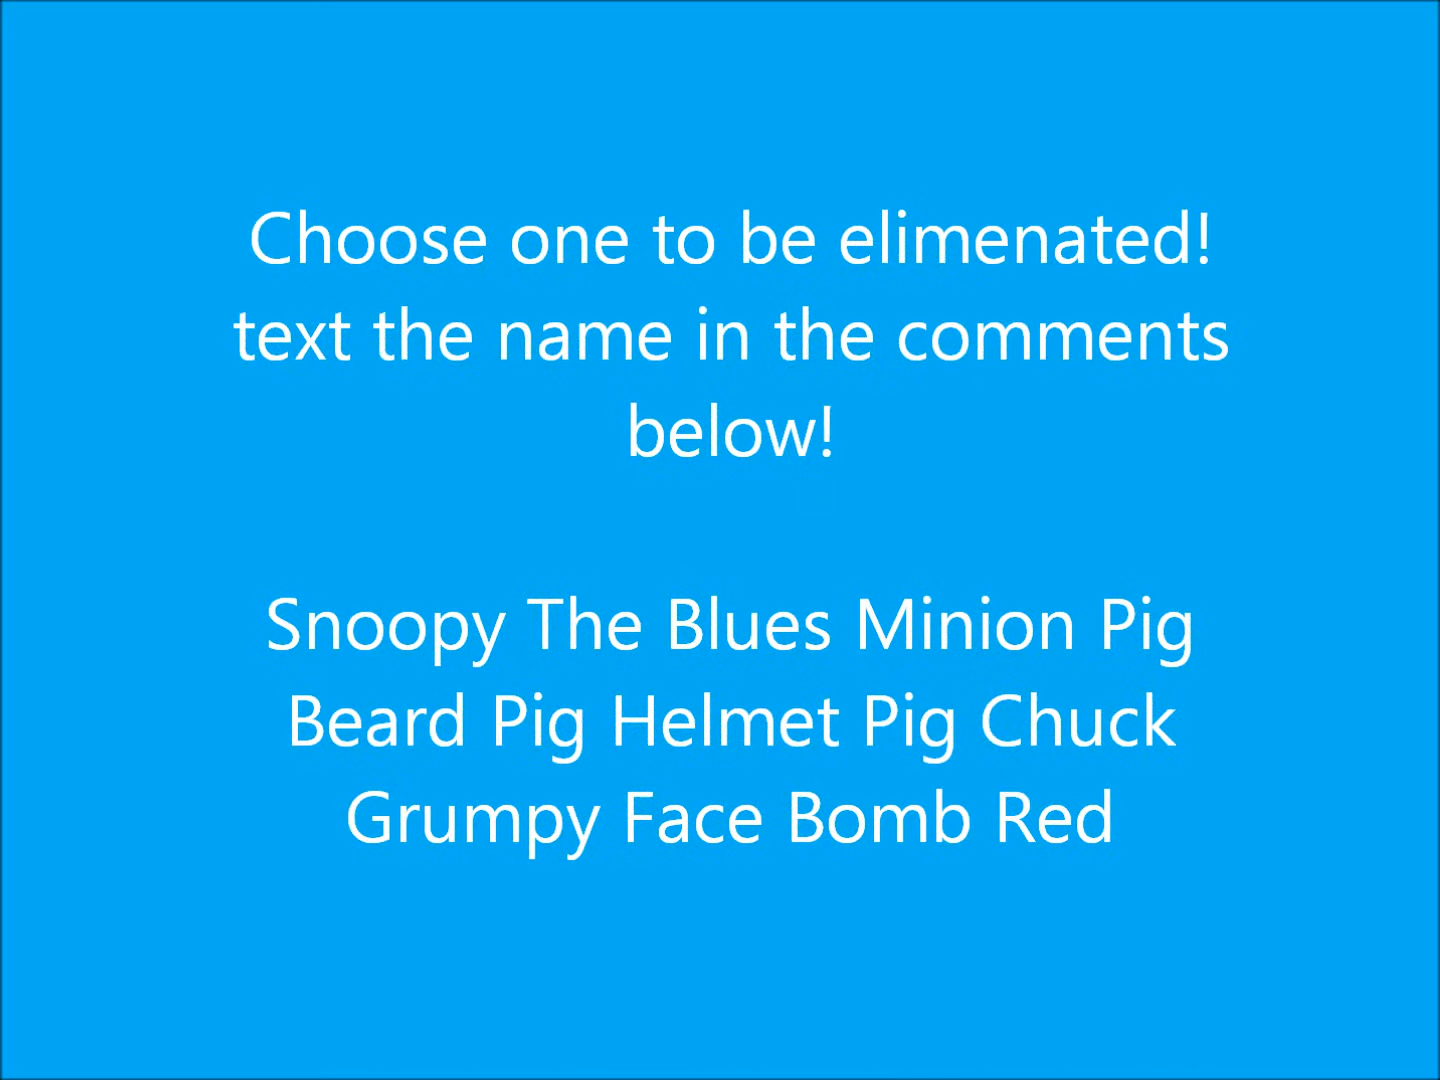 Choose one to be elimenated!
text the name in the comments
below!
Snoopy The Blues Minion Pig
Beard Pig Helmet Pig Chuck
Grumpy Face Bomb Red